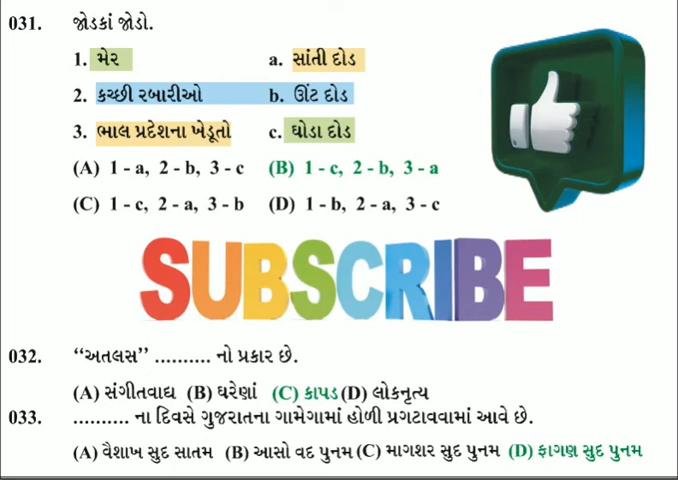 031. જોડકાં જોડો.
1. મેર a. સાંતી દોડ
2. કચ્છી રબારીઓ b. ઊંટ દોડ
3. ભાલ પ્રદેશના ખેડૂતો c. ઘોડા દોડ
(A) 1 - a, 2 - b, 3 - c (B) 1 - c, 2 - b, 3 - a
(C) 1 - c, 2 - a, 3 - b (D) 1 - b, 2 - a, 3 - c
SUBSCRIBE
032. “અતલસ” .......... નો પ્રકાર છે.
(A) સંગીતવાદ્ય (B) ઘરેણાં (C) કાપડ (D) લોકનૃત્ય
033. .......... ના દિવસે ગુજરાતના ગામેગામાં હોળી પ્રગટાવવામાં આવે છે.
(A) વૈશાખ સુદ સાતમ (B) આસો વદ પુનમ (C) માગશર સુદ પુનમ (D) ફાગણ સુદ પુનમ